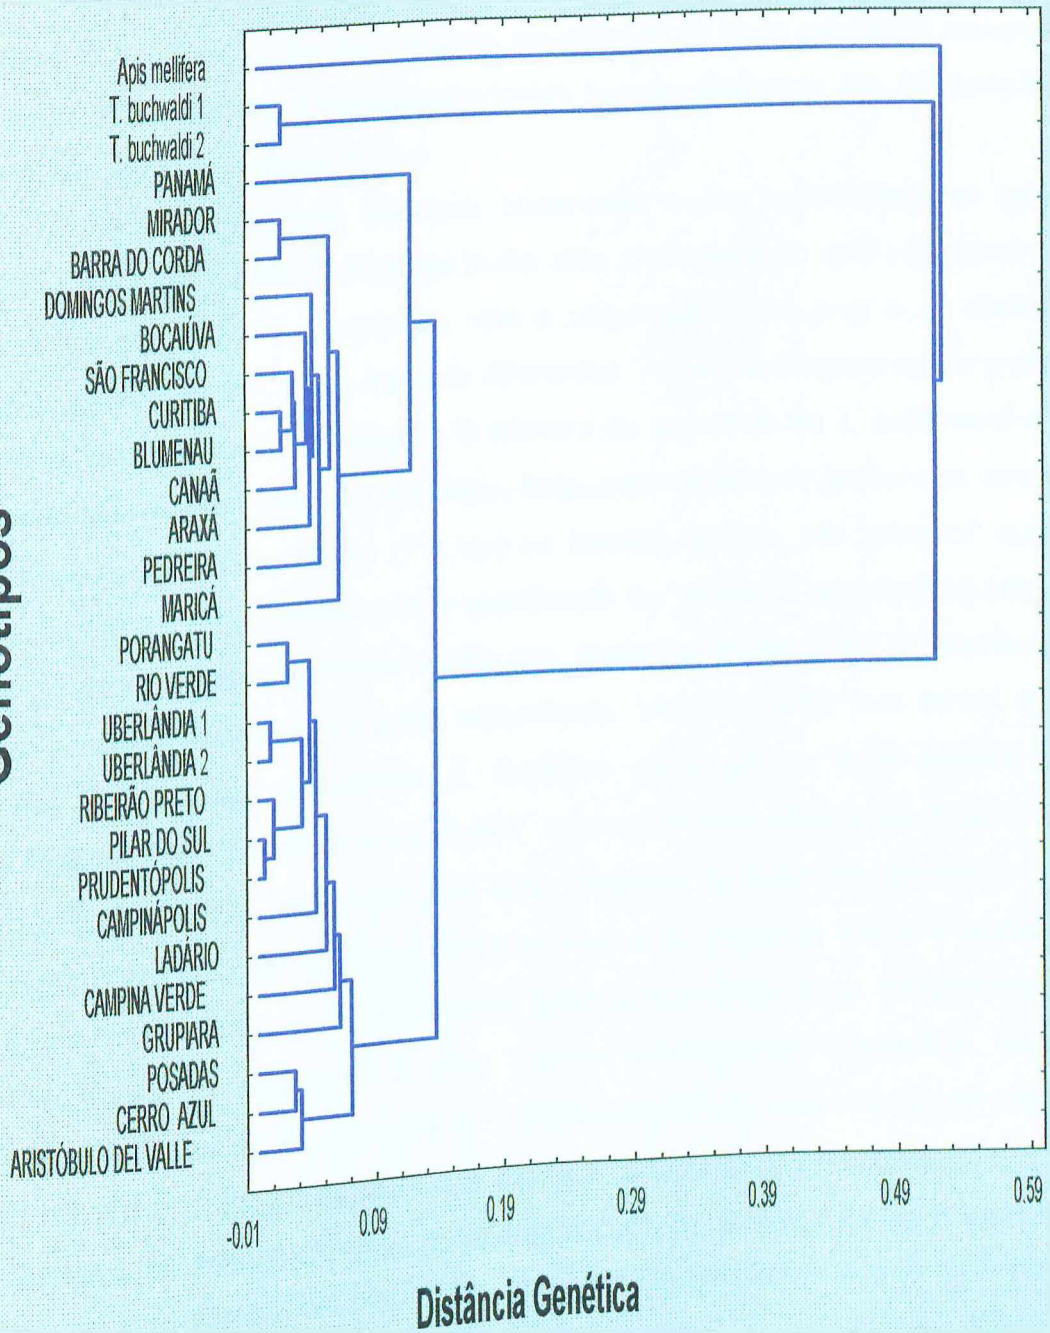 Apis mellifera
T. buchwaldi 1
T. buchwaldi 2
PANAMÁ
MIRADOR
BARRA DO CORDA
DOMINGOS MARTINS
BOCAIÚVA
SÃO FRANCISCO
CURITIBA
BLUMENAU
CANAÃ
ARAXÁ
PEDREIRA
MARICÁ
PORANGATU
RIO VERDE
UBERLÂNDIA 1
UBERLÂNDIA 2
RIBEIRÃO PRETO
PILAR DO SUL
PRUDENTÓPOLIS
CAMPINÁPOLIS
LADÁRIO
CAMPINA VERDE
GRUPIARA
POSADAS
CERRO AZUL
ARISTÓBULO DEL VALLE
-0.01 0.09 0.19 0.29 0.39 0.49 0.59
Distância Genética